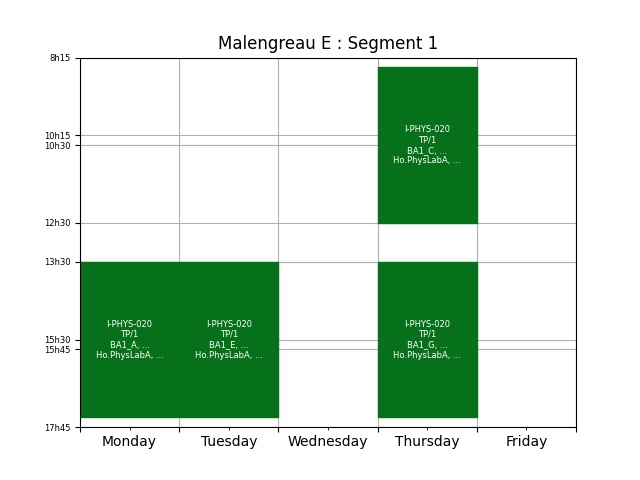 Malengreau E : Segment 1
8h15
10h15
10h30
12h30
13h30
15h30
15h45
17h45
I-PHYS-020
TP/1
BA1_C, ...
Ho.PhysLabA, ...
I-PHYS-020
TP/1
BA1_A, ...
Ho.PhysLabA, ...
I-PHYS-020
TP/1
BA1_E, ...
Ho.PhysLabA, ...
I-PHYS-020
TP/1
BA1_G, ...
Ho.PhysLabA, ...
Monday
Tuesday
Wednesday
Thursday
Friday